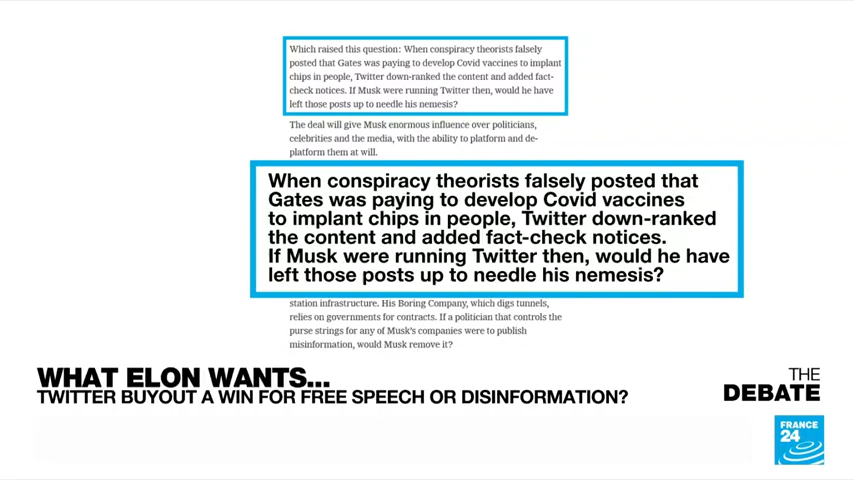 Which raised this question: When conspiracy theorists falsely
posted that Gates was paying to develop Covid vaccines to implant
chips in people, Twitter down-ranked the content and added fact-
check notices. If Musk were running Twitter then, would he have
left those posts up to needle his nemesis?
The deal will give Musk enormous influence over politicians,
celebrities and the media, with the ability to platform and de-
platform them at will.
When conspiracy theorists falsely posted that
Gates was paying to develop Covid vaccines
to implant chips in people, Twitter down-ranked
the content and added fact-check notices.
If Musk were running Twitter then, would he have
left those posts up to needle his nemesis?
station infrastructure. His Boring Company, which digs tunnels,
relies on governments for contracts. If a politician that controls the
purse strings for any of Musk's companies were to publish
misinformation, would Musk remove it?
WHAT ELON WANTS...
TWITTER BUYOUT A WIN FOR FREE SPEECH OR DISINFORMATION?
THE
DEBATE
FRANCE
24